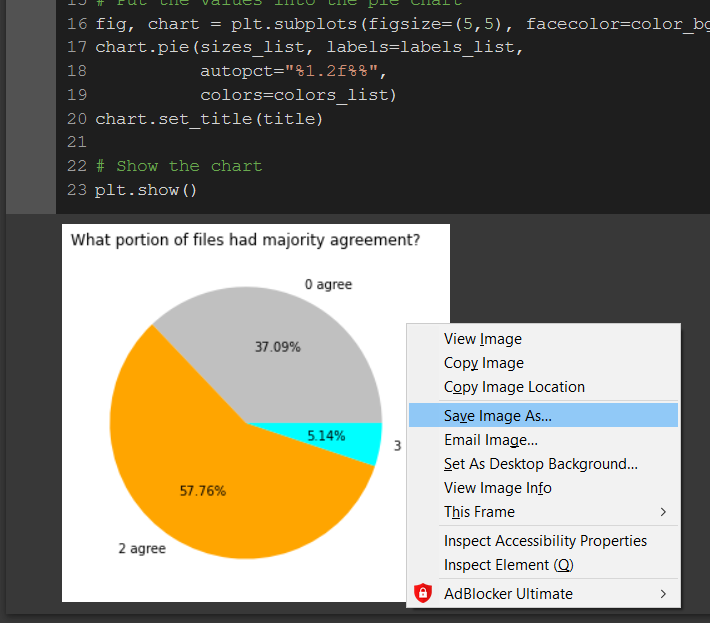 15 # Put the values into the pie chart
16 fig, chart = plt.subplots(figsize=(5,5), facecolor=color_bg
17 chart.pie(sizes_list, labels=labels_list,
18 autopct="%1.2f%%",
19 colors=colors_list)
20 chart.set_title(title)
21
22 # Show the chart
23 plt.show()
What portion of files had majority agreement?
0 agree
37.09%
5.14%
3
57.76%
2 agree
View Image
Copy Image
Copy Image Location
Save Image As...
Email Image...
Set As Desktop Background...
View Image Info
This Frame
Inspect Accessibility Properties
Inspect Element (Q)
AdBlocker Ultimate